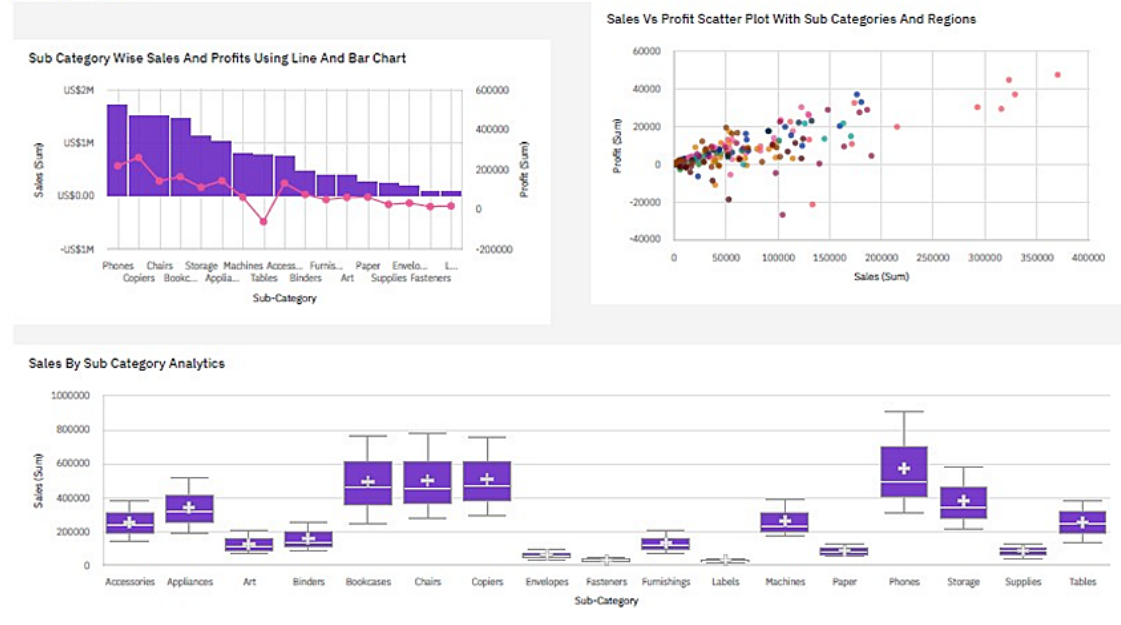 Sub Category Wise Sales And Profits Using Line And Bar Chart
US$2M
US$1M
US$0.00
-US$1M
Sales (Sum)
600000
400000
200000
0
-200000
Profit (Sum)
Phones Chairs Storage Machines Access... Furnis... Paper Envelo... L...
Copiers Bookc... Applia... Tables Binders Art Supplies Fasteners
Sub-Category
Sales Vs Profit Scatter Plot With Sub Categories And Regions
60000
40000
20000
0
-20000
-40000
Profit (Sum)
0 50000 100000 150000 200000 250000 300000 350000 400000
Sales (Sum)
Sales By Sub Category Analytics
1000000
800000
600000
400000
200000
0
Sales (Sum)
Accessories Appliances Art Binders Bookcases Chairs Copiers Envelopes Fasteners Furnishings Labels Machines Paper Phones Storage Supplies Tables
Sub-Category